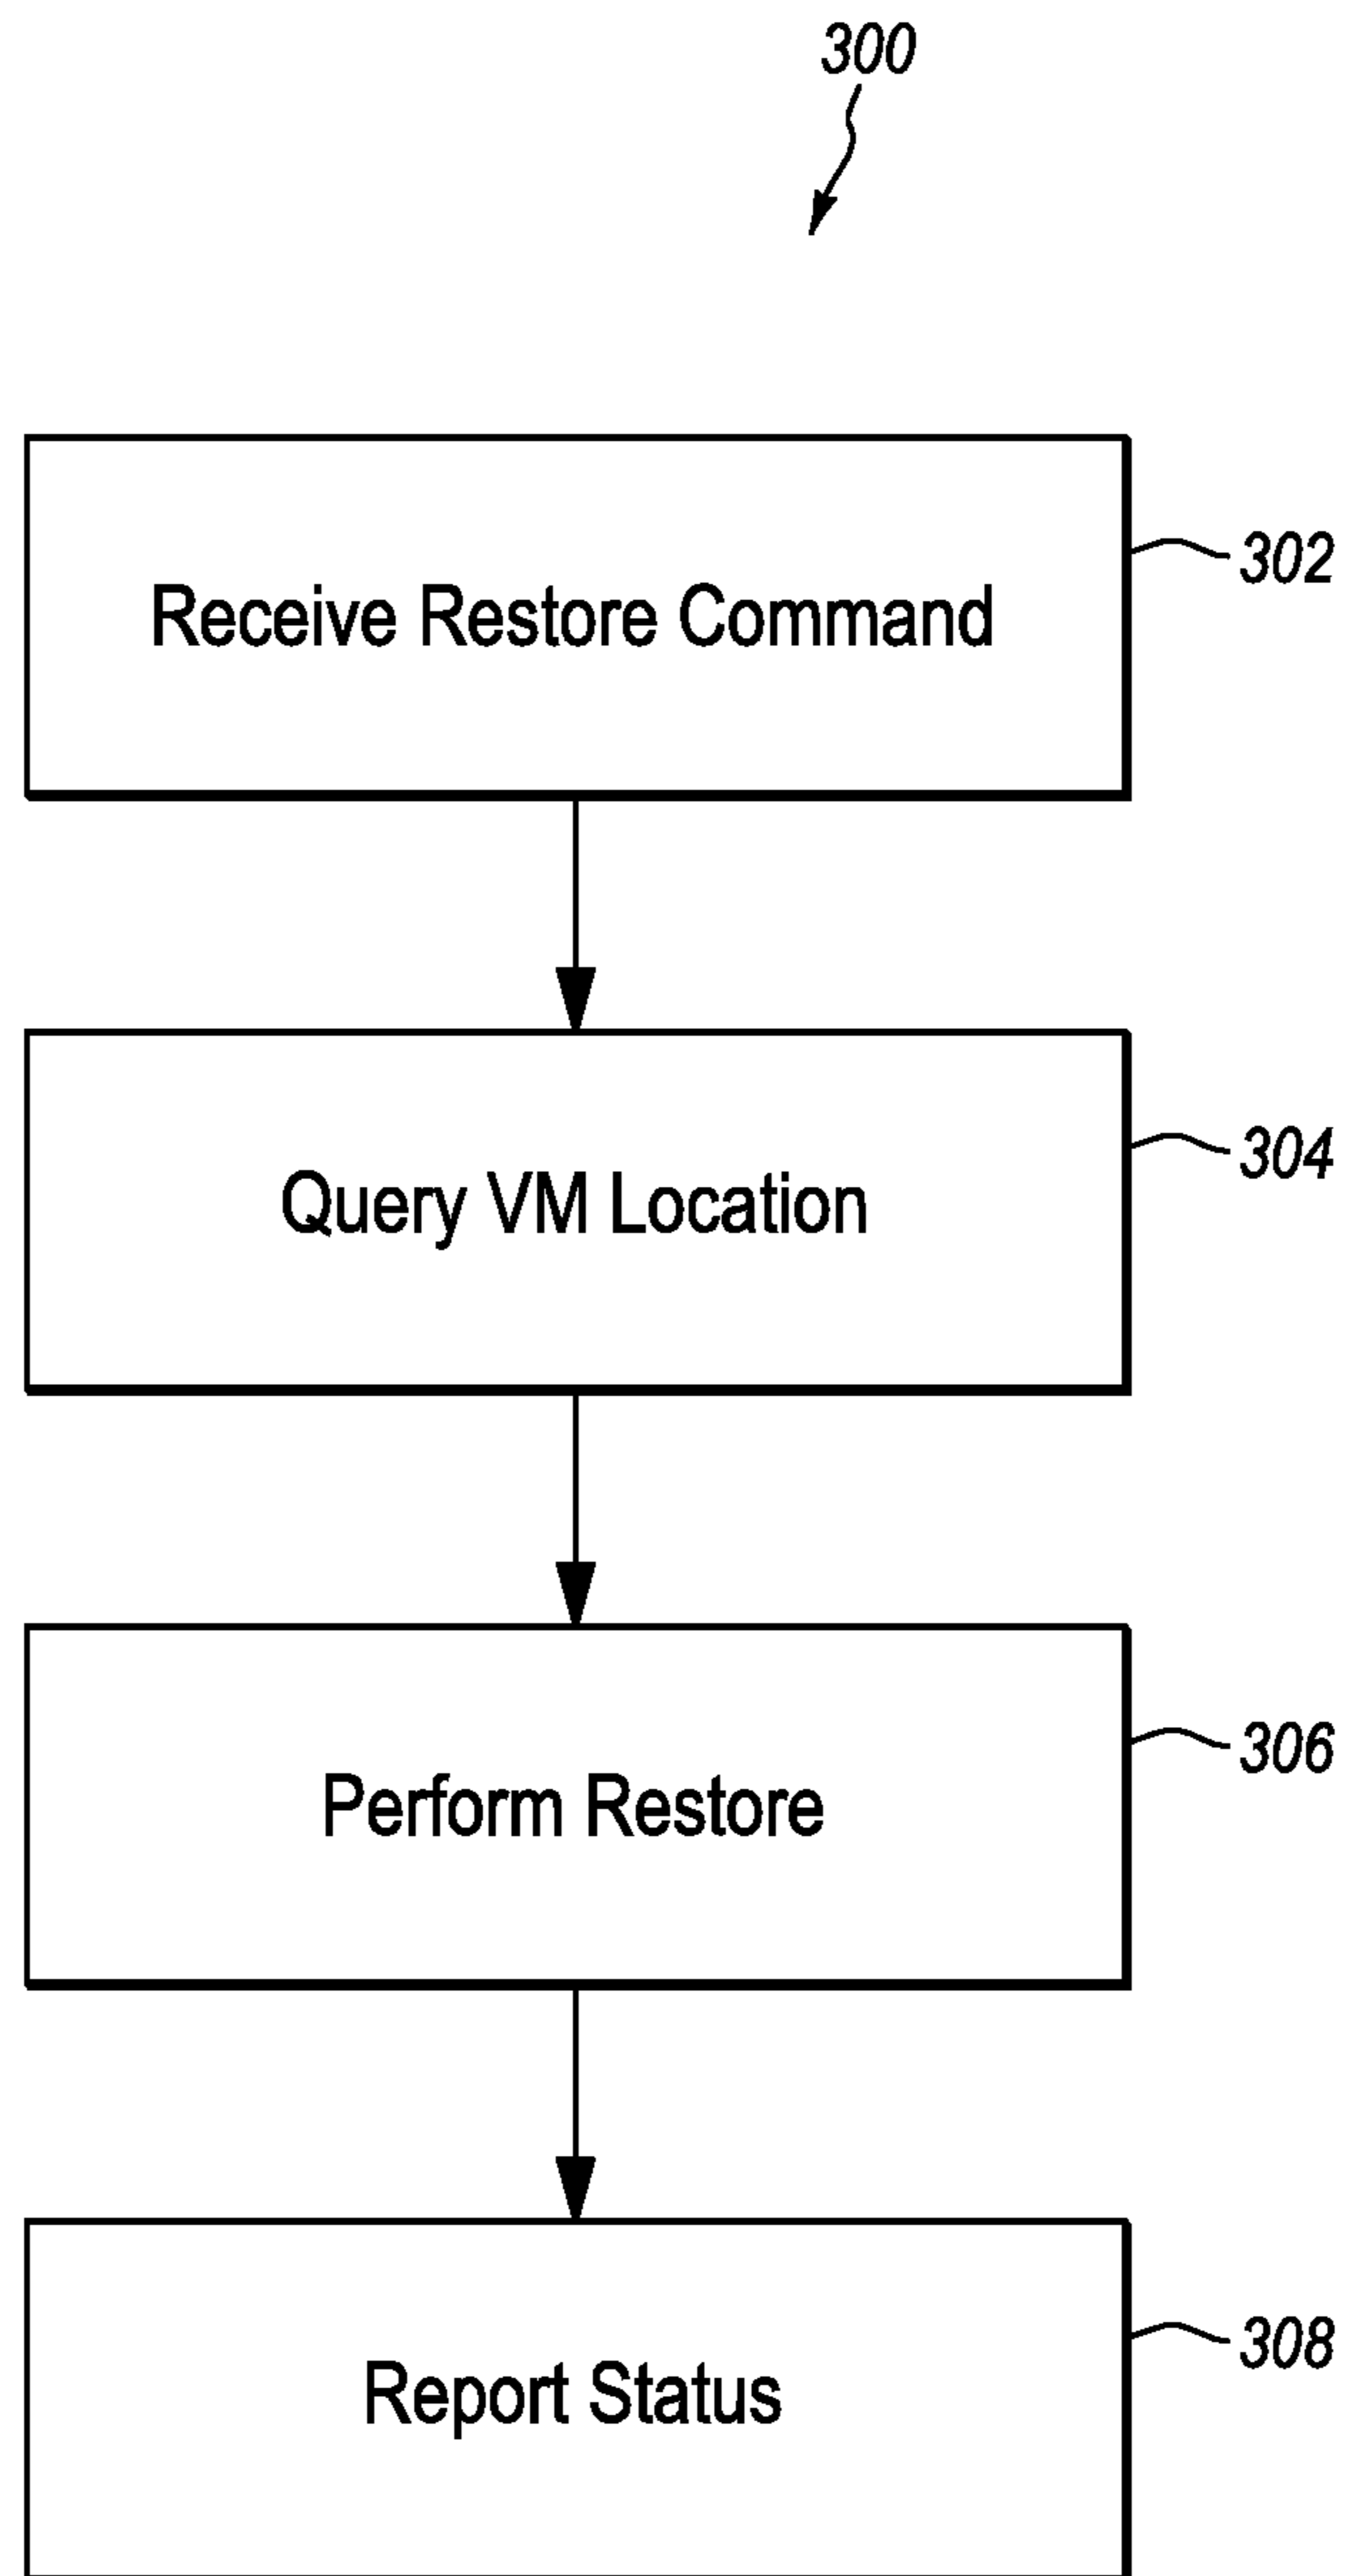 300
Receive Restore Command
302
Query VM Location
304
Perform Restore
306
Report Status
308